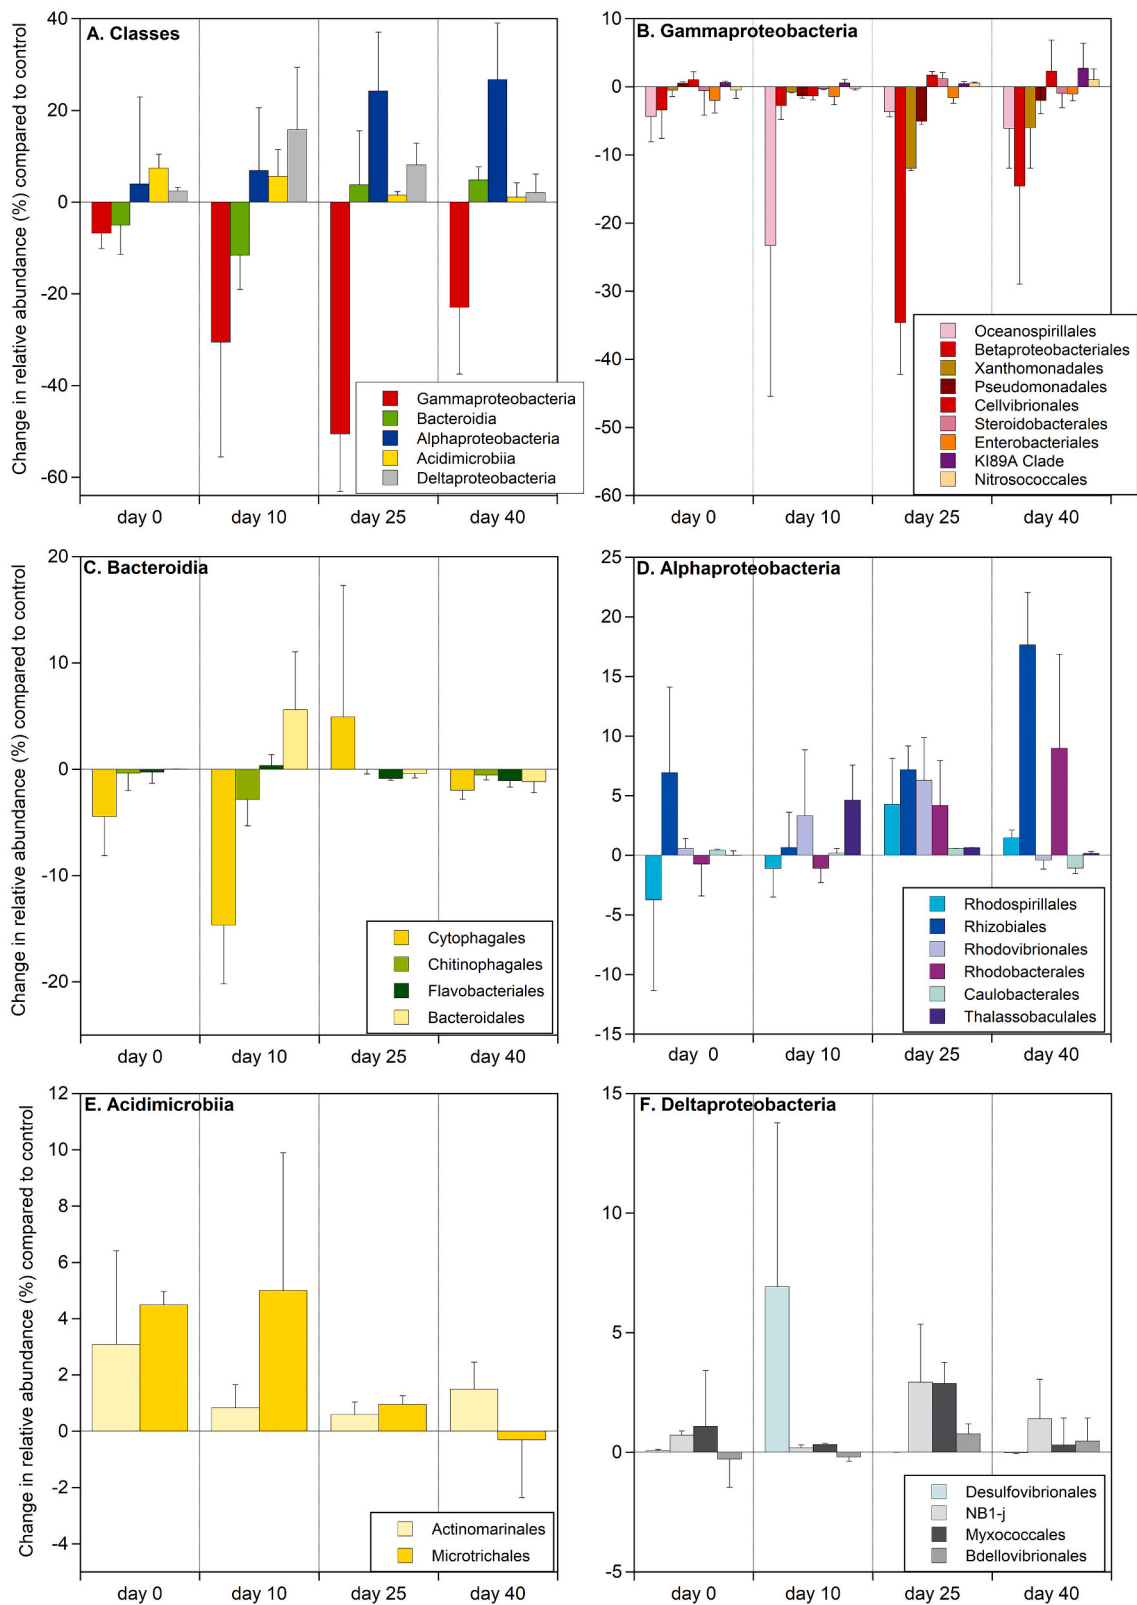 A. Classes
Change in relative abundance (%) compared to control
40
20
0
-20
-40
-60
Gammaproteobacteria
Bacteroidia
Alphaproteobacteria
Acidimicrobiia
Deltaproteobacteria
day 0 day 10 day 25 day 40
B. Gammaproteobacteria
10
0
-10
-20
-30
-40
-50
-60
Oceanospirillales
Betaproteobacteriales
Xanthomonadales
Pseudomonadales
Cellvibrionales
Steroidobacterales
Enterobacteriales
KI89A Clade
Nitrosococcales
day 0 day 10 day 25 day 40
C. Bacteroidia
Change in relative abundance (%) compared to control
20
10
0
-10
-20
Cytophagales
Chitinophagales
Flavobacteriales
Bacteroidales
day 0 day 10 day 25 day 40
D. Alphaproteobacteria
25
20
15
10
5
0
-5
-10
-15
Rhodospirillales
Rhizobiales
Rhodovibrionales
Rhodobacterales
Caulobacterales
Thalassobaculales
day 0 day 10 day 25 day 40
E. Acidimicrobiia
Change in relative abundance (%) compared to control
12
10
8
6
4
2
0
-2
-4
Actinomarinales
Microtrichales
day 0 day 10 day 25 day 40
F. Deltaproteobacteria
15
10
5
0
-5
Desulfovibrionales
NB1-j
Myxococcales
Bdellovibrionales
day 0 day 10 day 25 day 40